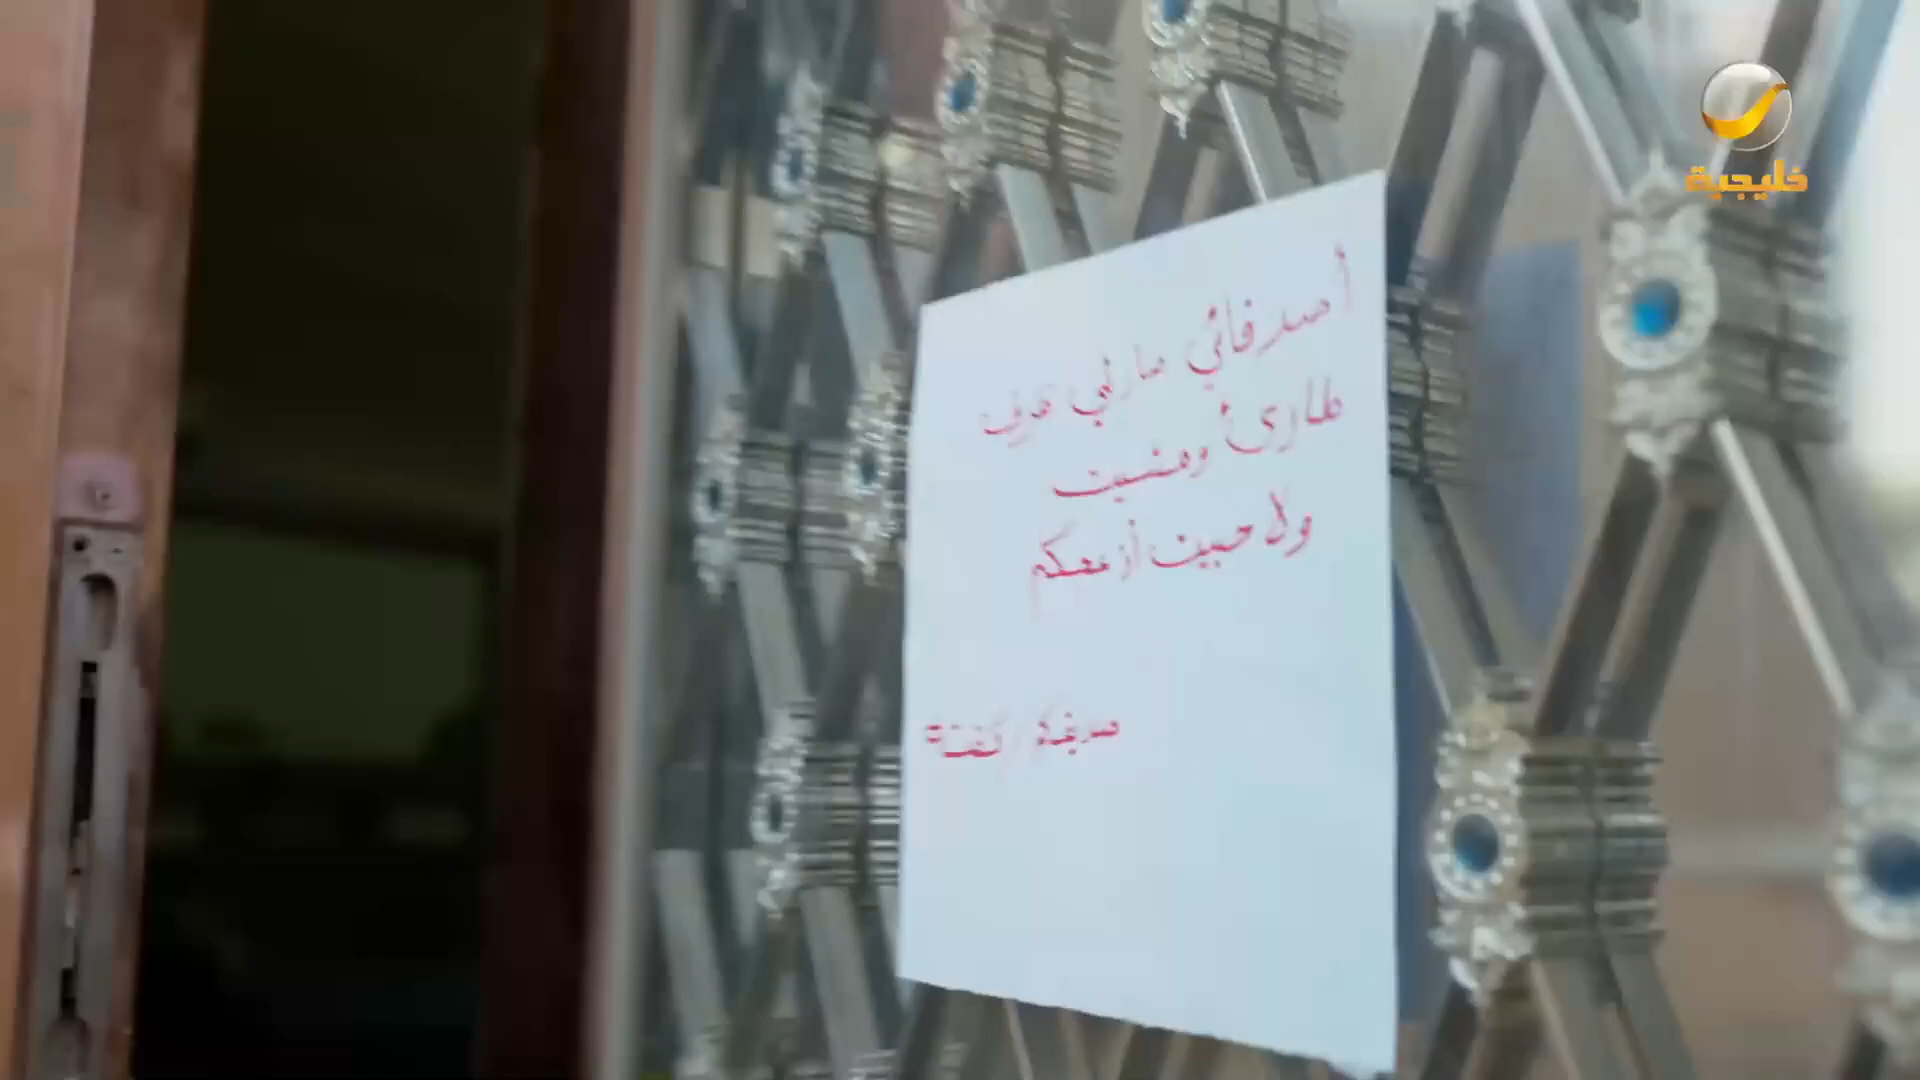 خليجية
أصدقائي صار لي ظرف
طارئ ومشيت
ولا حبيت أزعجكم
صديقكم